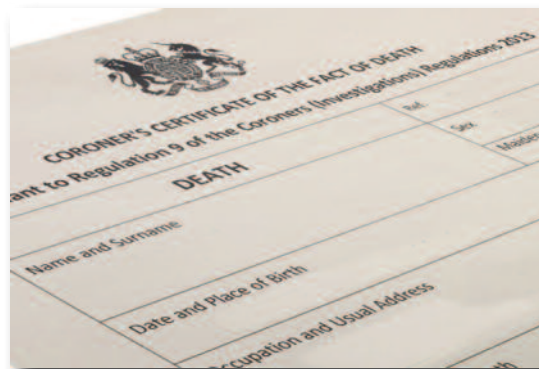 CORONER'S CERTIFICATE OF THE FACT OF DEATH
ant to Regulation 9 of the Coroners (Investigations) Regulations 2013
DEATH
Ref
Sex
Maiden
Name and Surname
Date and Place of Birth
Occupation and Usual Address